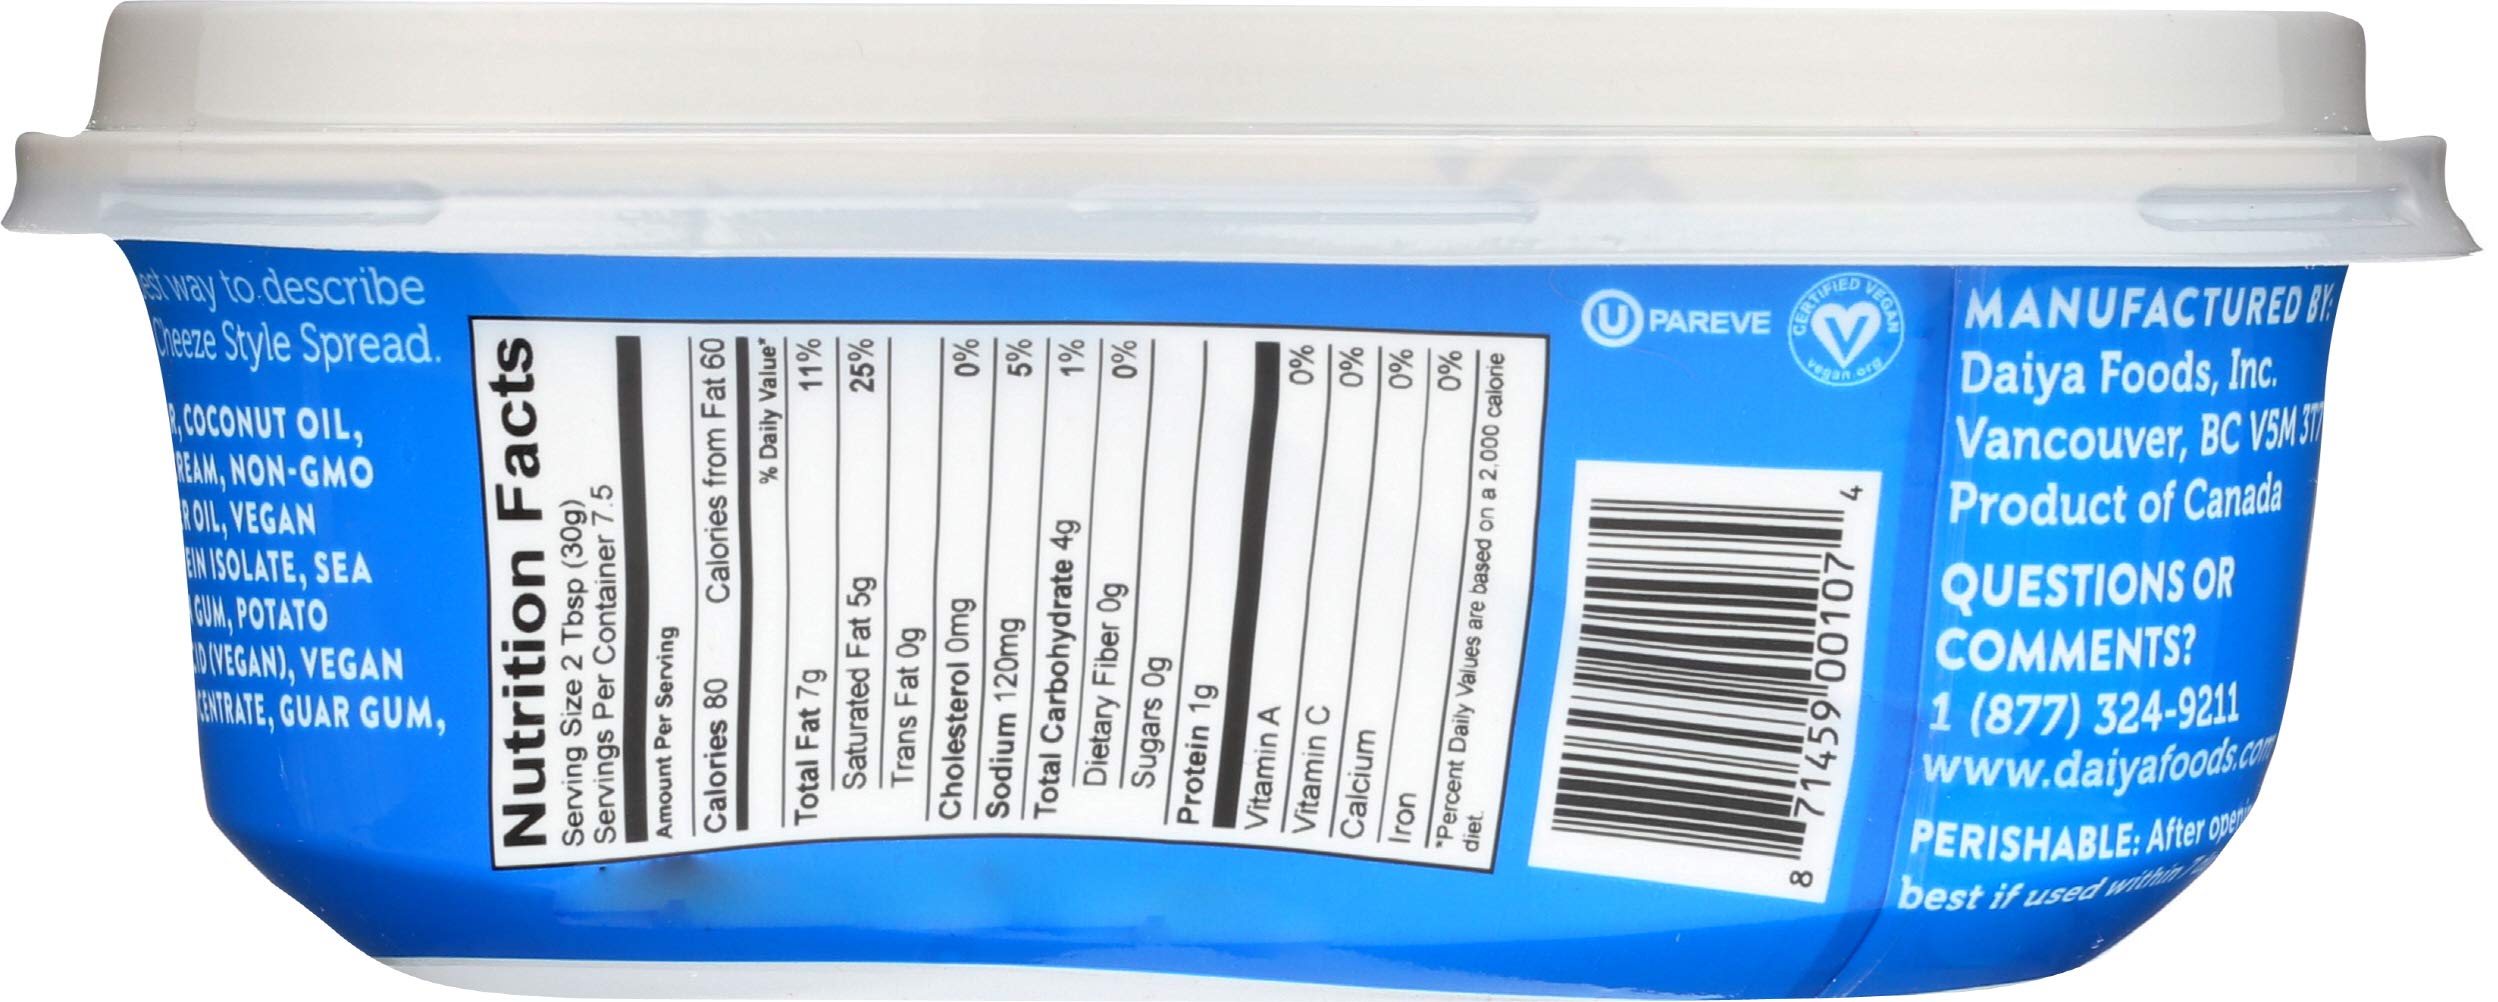 way to describe
Cheeze Style Spread.
COCONUT OIL,
NON-GMO
OIL, VEGAN
ISOLATE, SEA
GUM, POTATO
(VEGAN), VEGAN
GUAR GUM,
Nutrition Facts
Serving Size 2 Tbsp (30g)
Servings Per Container 7.5
Amount Per Serving
Calories 80 Calories from Fat 60
% Daily Value*
Total Fat 7g 11%
Saturated Fat 5g 25%
Trans Fat 0g
Cholesterol 0mg 0%
Sodium 120mg 5%
Total Carbohydrate 4g 1%
Dietary Fiber 0g 0%
Sugars 0g
Protein 1g
Vitamin A 0%
Vitamin C 0%
Calcium 0%
Iron 0%
*Percent Daily Values are based on a 2,000 calorie
diet.
U PAREVE
CERTIFIED VEGAN
V
vegan.org
8 71459 00107 4
MANUFACTURED BY:
Daiya Foods, Inc.
Vancouver, BC V5M 3T7
Product of Canada
QUESTIONS OR
COMMENTS?
1 (877) 324-9211
www.daiyafoods.com
PERISHABLE: After
best if used within 7